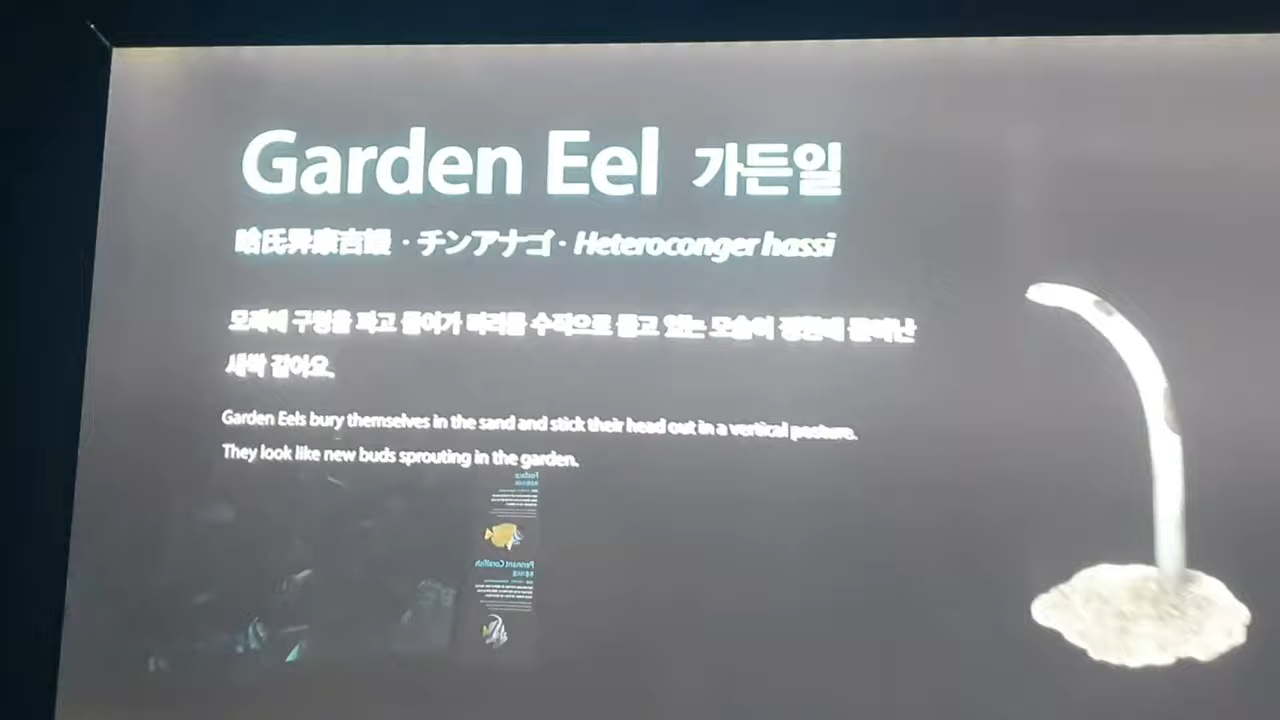 Garden Eel 가든일
哈氏异康吉鳗 · チンアナゴ · Heteroconger hassi
모래에 구멍을 파고 들어가 머리를 수직으로 들고 있는 모습이 정원에 돋아난
새싹 같아요.
Garden Eels bury themselves in the sand and stick their head out in a vertical posture.
They look like new buds sprouting in the garden.
Foxface
Pennant Coralfish